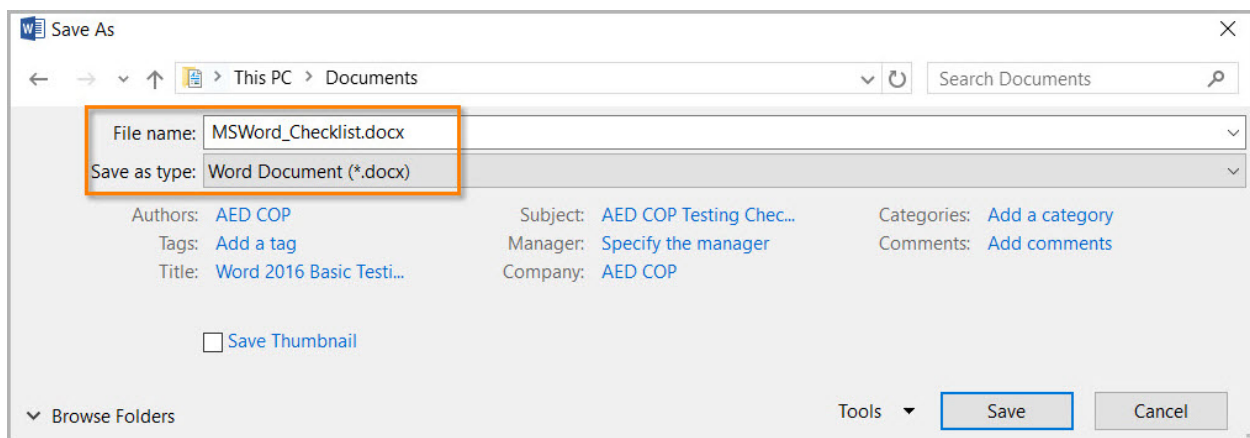 Save As
This PC > Documents
Search Documents
File name: MSWord_Checklist.docx
Save as type: Word Document (*.docx)
Authors: AED COP Subject: AED COP Testing Chec... Categories: Add a category
Tags: Add a tag Manager: Specify the manager Comments: Add comments
Title: Word 2016 Basic Testi... Company: AED COP
Save Thumbnail
Browse Folders Tools Save Cancel